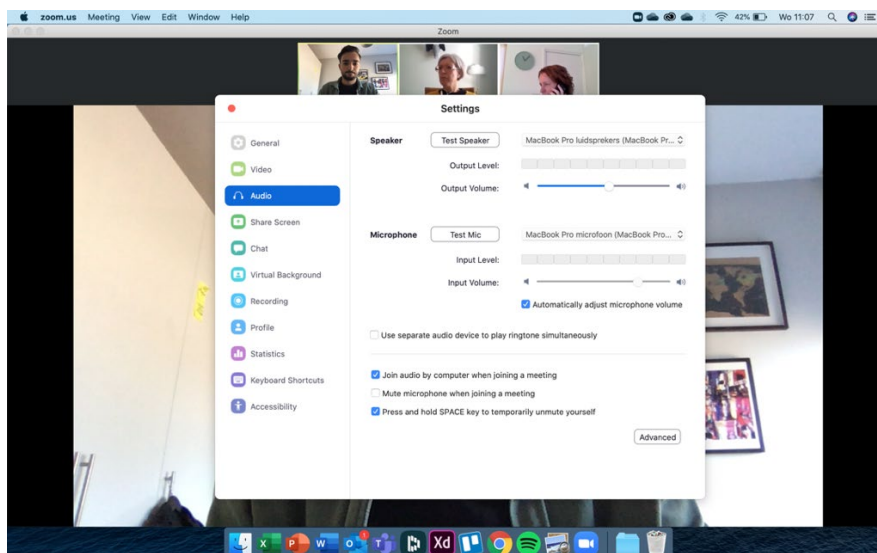 zoom.us Meeting View Edit Window Help 42% Wo 11:07
Zoom
Settings
General
Video
Audio
Share Screen
Chat
Virtual Background
Recording
Profile
Statistics
Keyboard Shortcuts
Accessibility
Speaker Test Speaker MacBook Pro luidsprekers (MacBook Pr...
Output Level:
Output Volume:
Microphone Test Mic MacBook Pro microfoon (MacBook Pro...
Input Level:
Input Volume:
Automatically adjust microphone volume
Use separate audio device to play ringtone simultaneously
Join audio by computer when joining a meeting
Mute microphone when joining a meeting
Press and hold SPACE key to temporarily unmute yourself
Advanced
X P W Xd